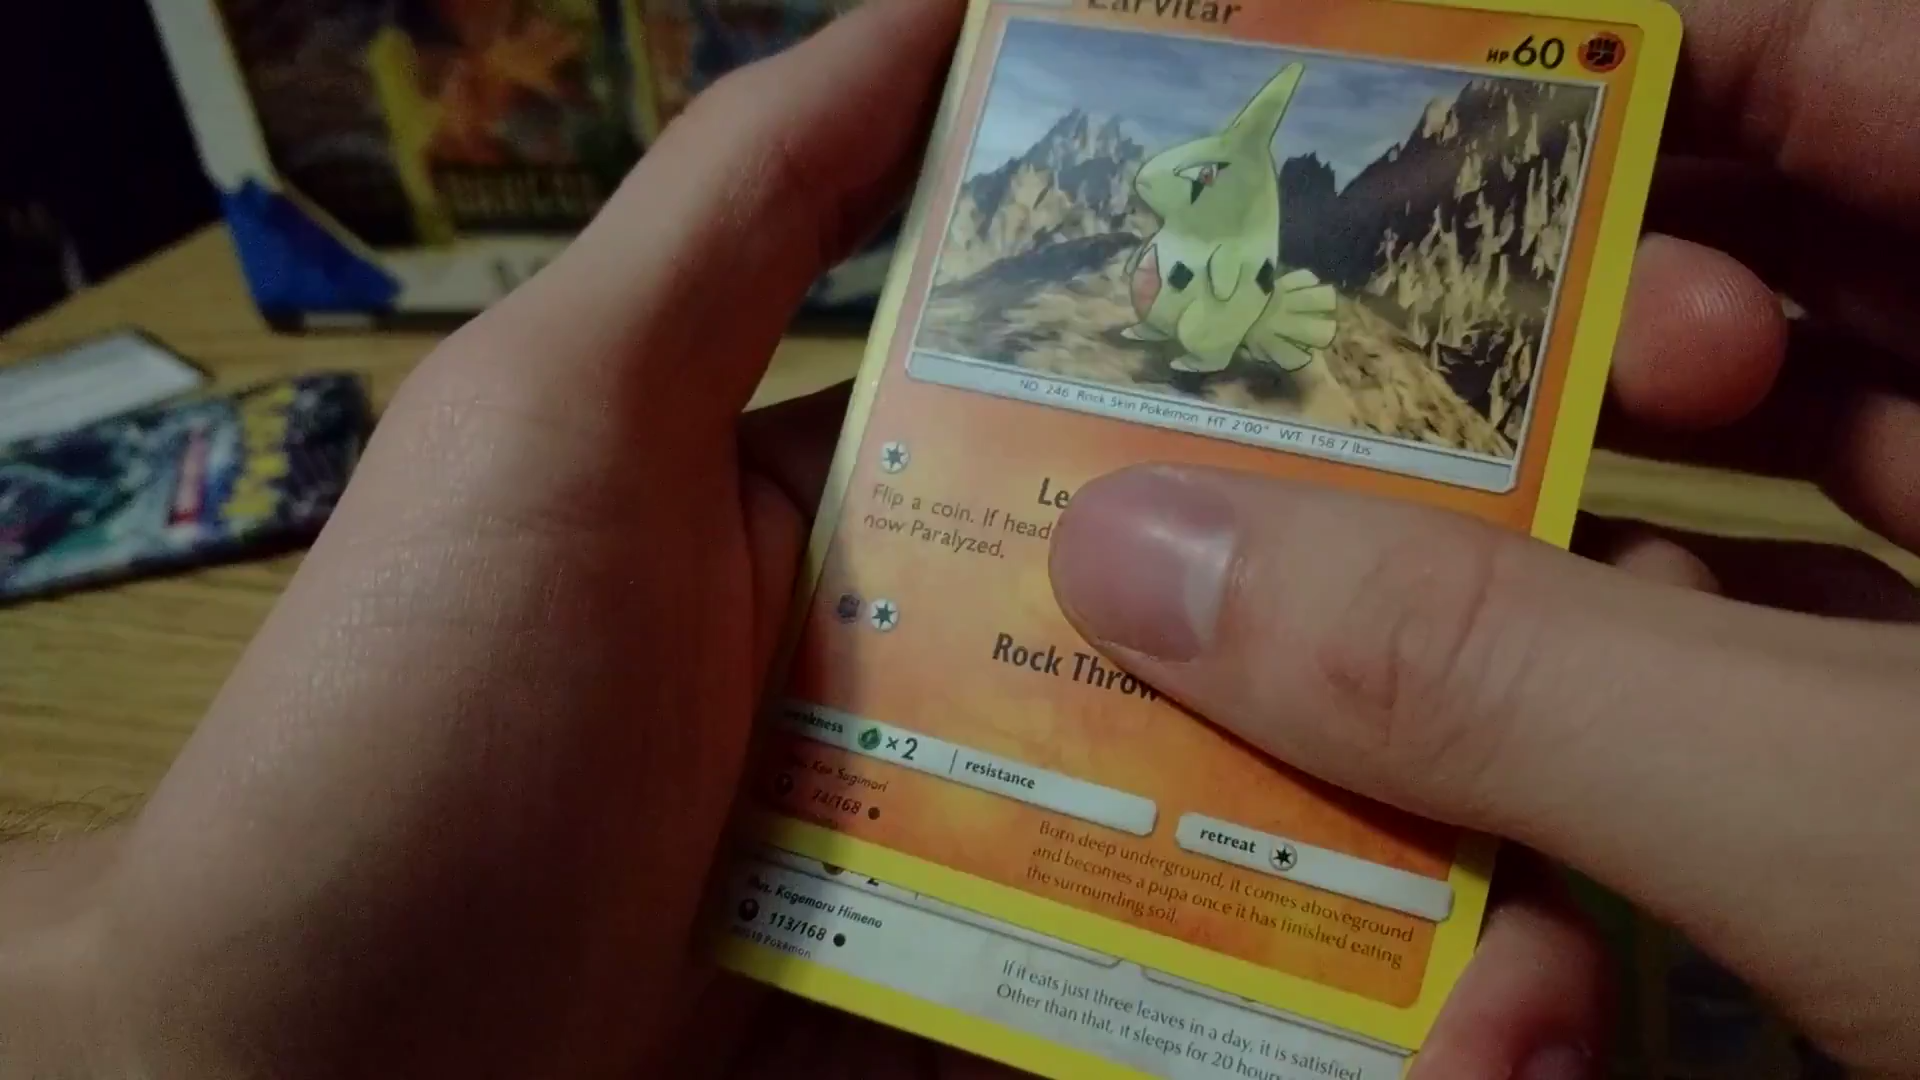 Larvitar
HP 60
NO. 246 Rock Skin Pokémon HT 2'00" WT 158.7 lbs
Le
Flip a coin. If head
now Paralyzed.
Rock Throw
weakness ×2 resistance
retreat
Ken Sugimori
74/168
Born deep underground, it comes aboveground
and becomes a pupa once it has finished eating
the surrounding soil.
2
illus. Kagemaru Himeno
113/168
©2018 Pokémon
If it eats just three leaves in a day, it is satisfied.
Other than that, it sleeps for 20 hours